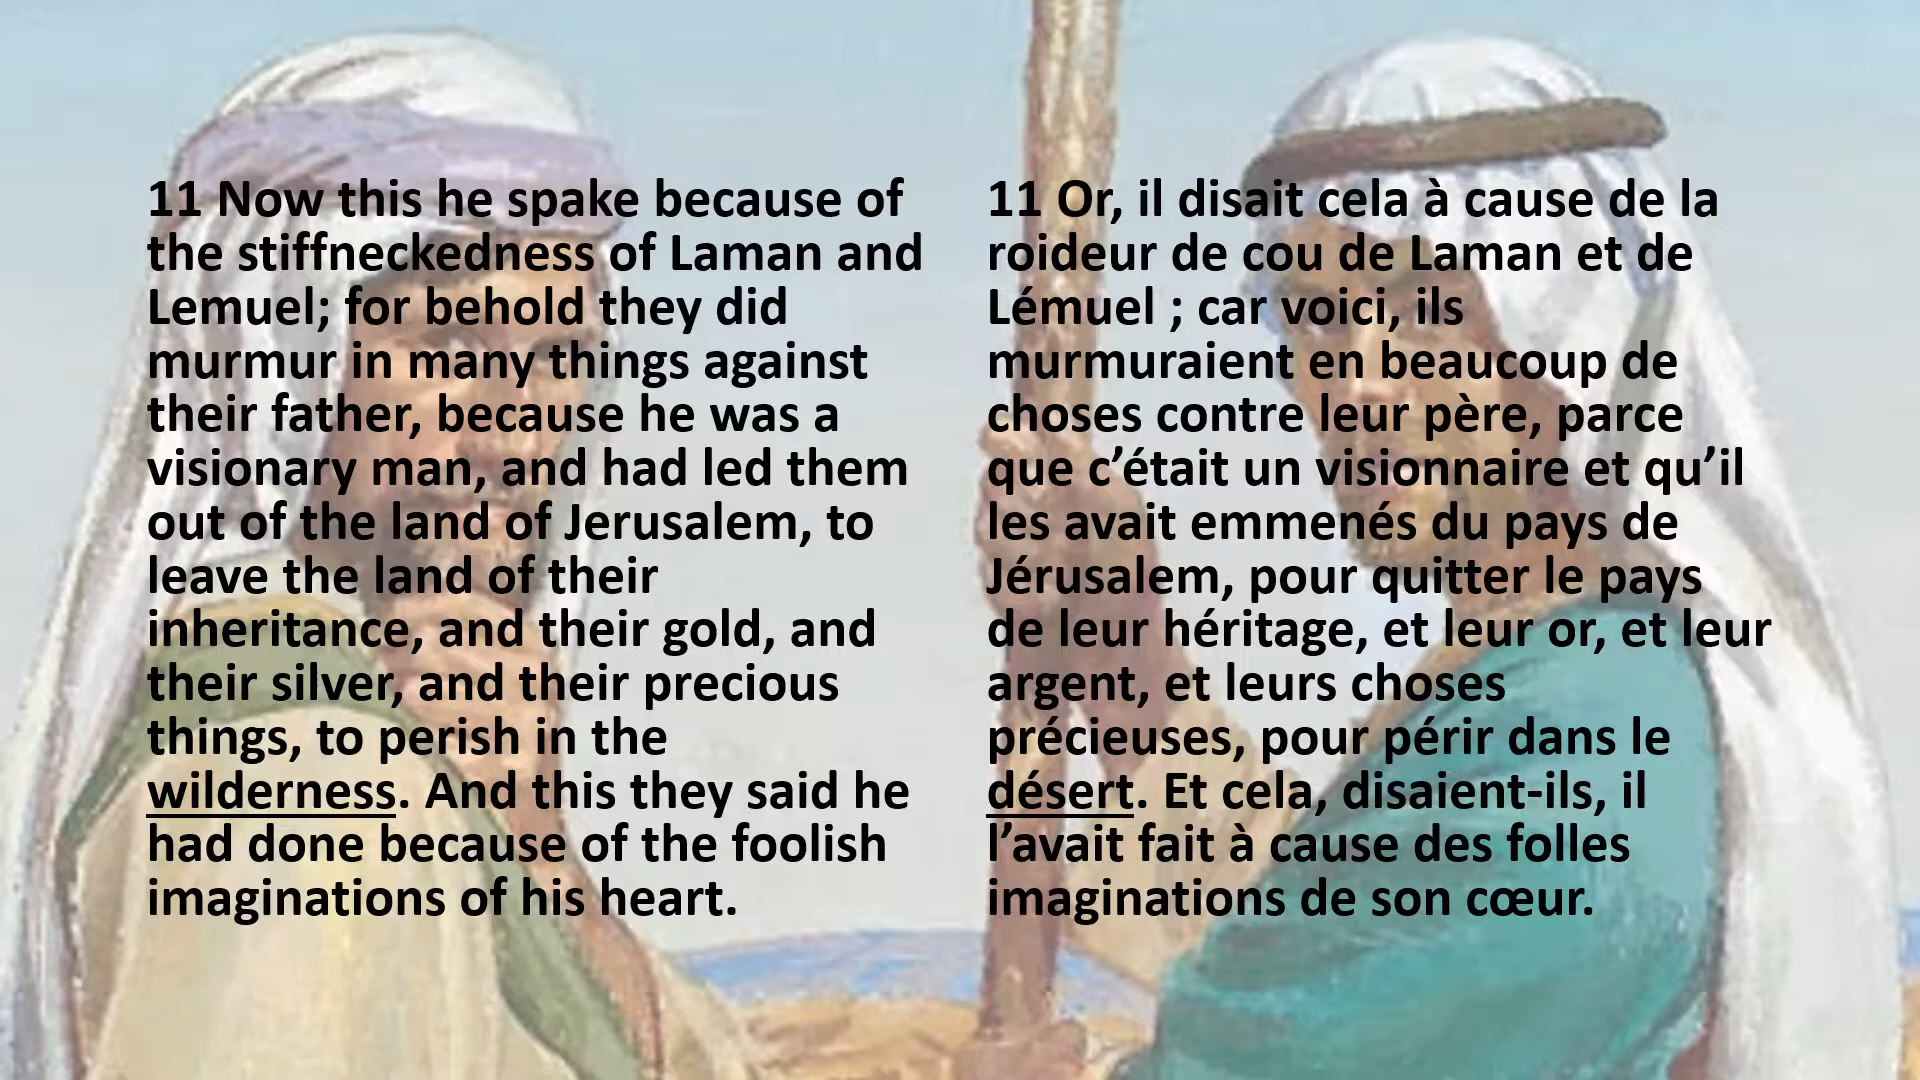 11 Now this he spake because of
the stiffneckedness of Laman and
Lemuel; for behold they did
murmur in many things against
their father, because he was a
visionary man, and had led them
out of the land of Jerusalem, to
leave the land of their
inheritance, and their gold, and
their silver, and their precious
things, to perish in the
wilderness. And this they said he
had done because of the foolish
imaginations of his heart.
11 Or, il disait cela à cause de la
roideur de cou de Laman et de
Lémuel ; car voici, ils
murmuraient en beaucoup de
choses contre leur père, parce
que c’était un visionnaire et qu’il
les avait emmenés du pays de
Jérusalem, pour quitter le pays
de leur héritage, et leur or, et leur
argent, et leurs choses
précieuses, pour périr dans le
désert. Et cela, disaient-ils, il
l’avait fait à cause des folles
imaginations de son cœur.